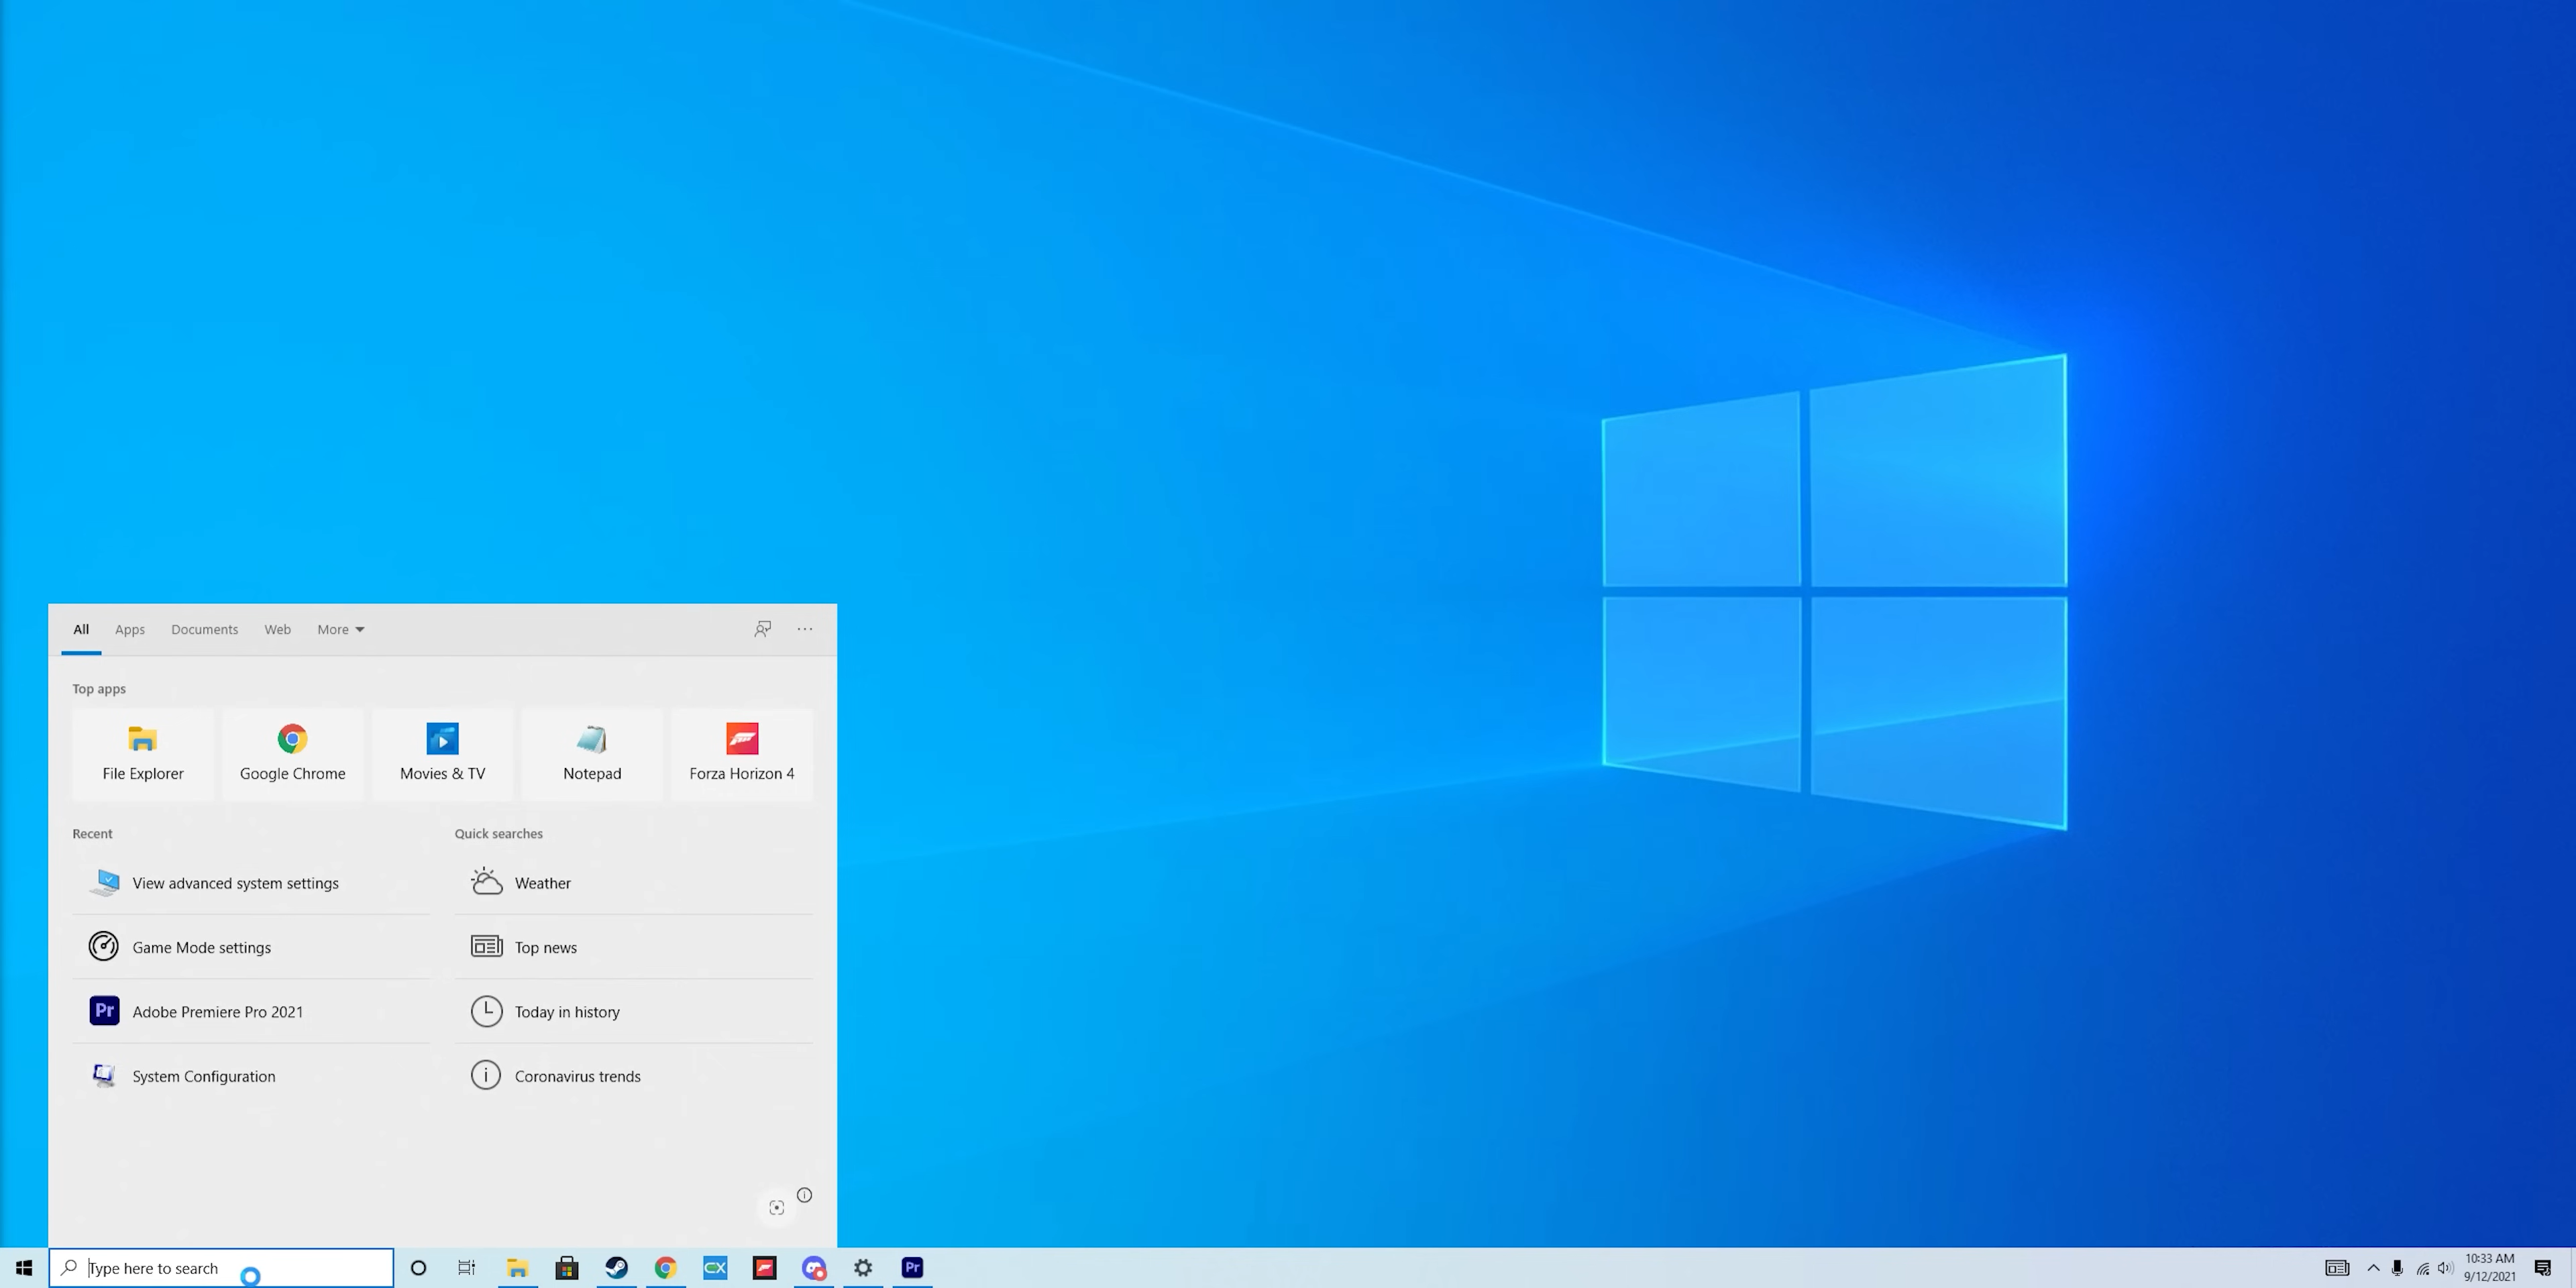 All Apps Documents Web More
Top apps
File Explorer Google Chrome Movies & TV Notepad Forza Horizon 4
Recent Quick searches
View advanced system settings Weather
Game Mode settings Top news
Pr Adobe Premiere Pro 2021 Today in history
System Configuration Coronavirus trends
Type here to search CX Pr 10:33 AM
9/12/2021